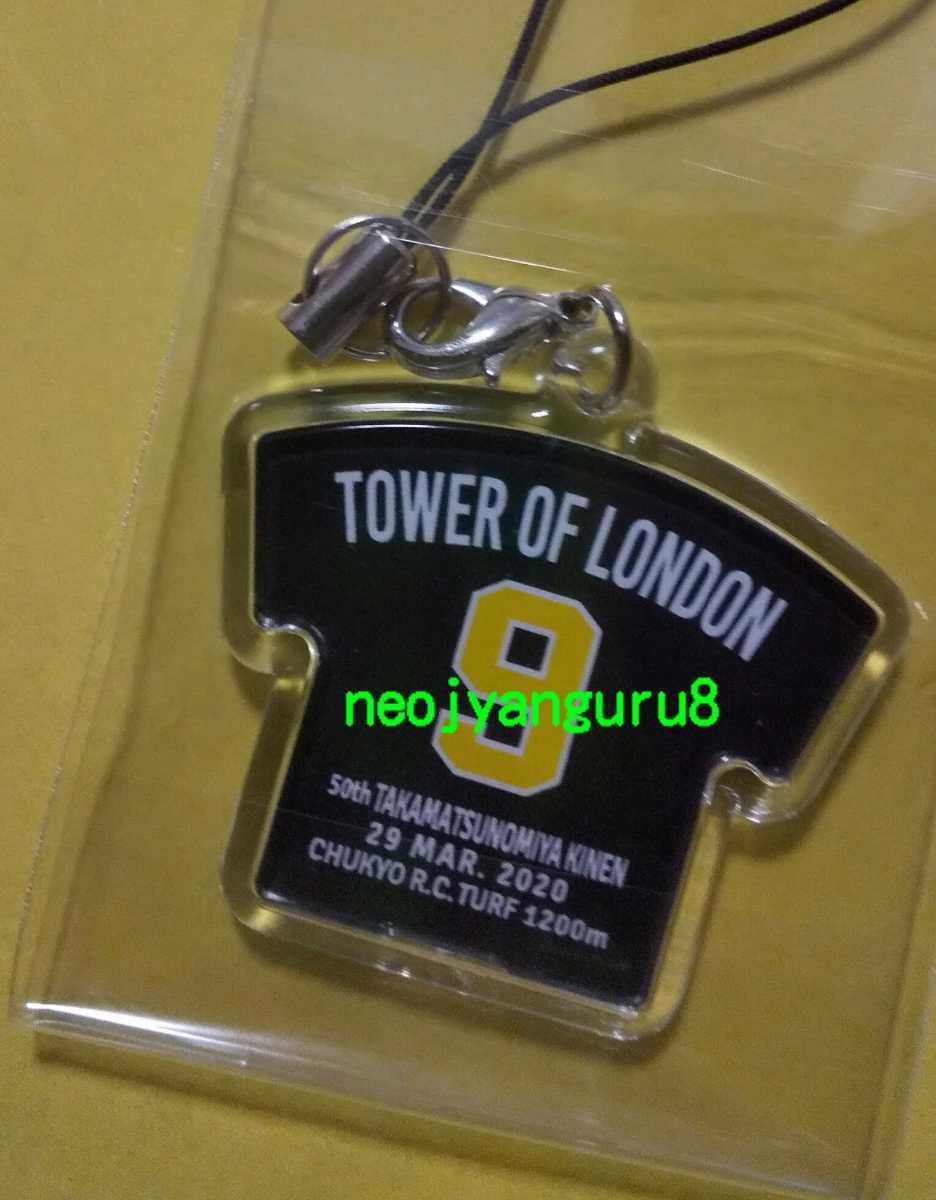 TOWER OF LONDON
9
neojyanguru8
50th TAKAMATSUNOMIYA KINEN
29 MAR. 2020
CHUKYO R.C. TURF 1200m